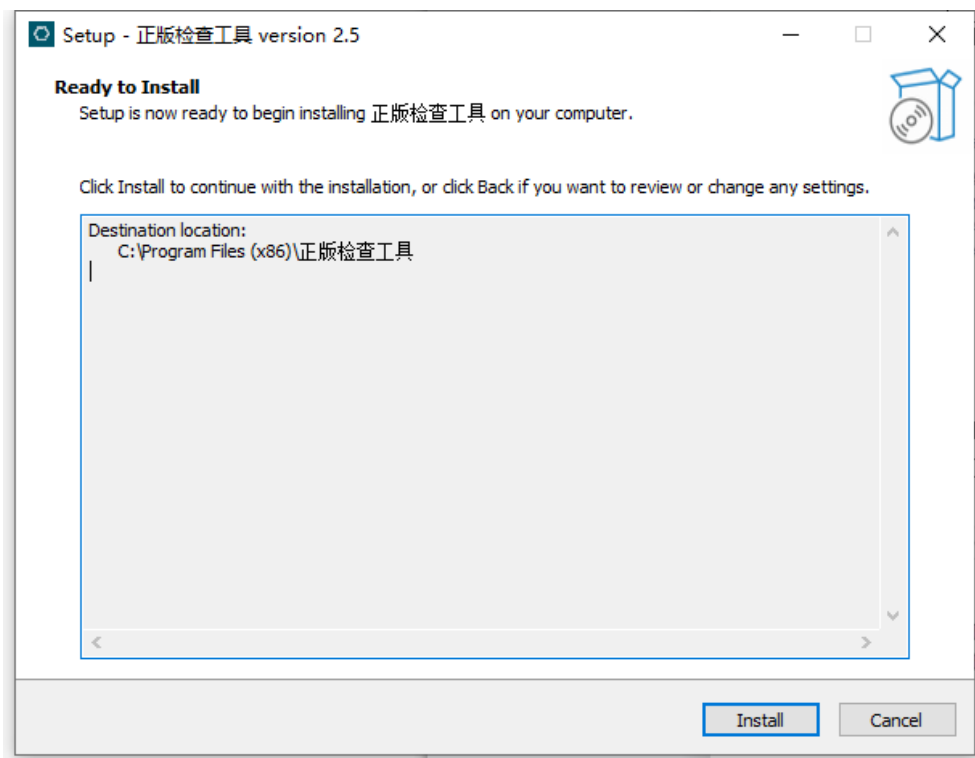 Setup - 正版检查工具 version 2.5
Ready to Install
Setup is now ready to begin installing 正版检查工具 on your computer.
Click Install to continue with the installation, or click Back if you want to review or change any settings.
Destination location:
C:\Program Files (x86)\正版检查工具
Install
Cancel